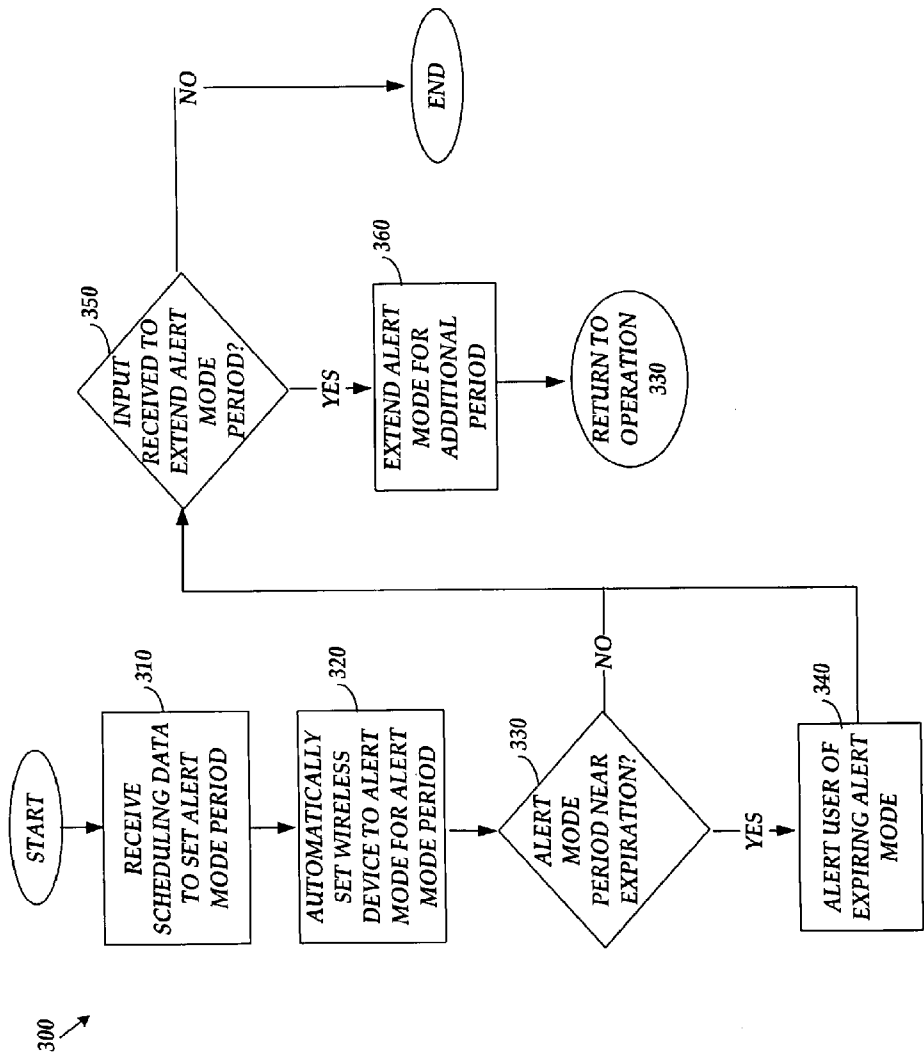 300
START
310
RECEIVE
SCHEDULING DATA
TO SET ALERT
MODE PERIOD
320
AUTOMATICALLY
SET WIRELESS
DEVICE TO ALERT
MODE FOR ALERT
MODE PERIOD
330
ALERT
MODE
PERIOD NEAR
EXPIRATION?
NO
YES
340
ALERT USER OF
EXPIRING ALERT
MODE
350
INPUT
RECEIVED TO
EXTEND ALERT
MODE
PERIOD?
NO
YES
360
EXTEND ALERT
MODE FOR
ADDITIONAL
PERIOD
RETURN TO
OPERATION
330
END